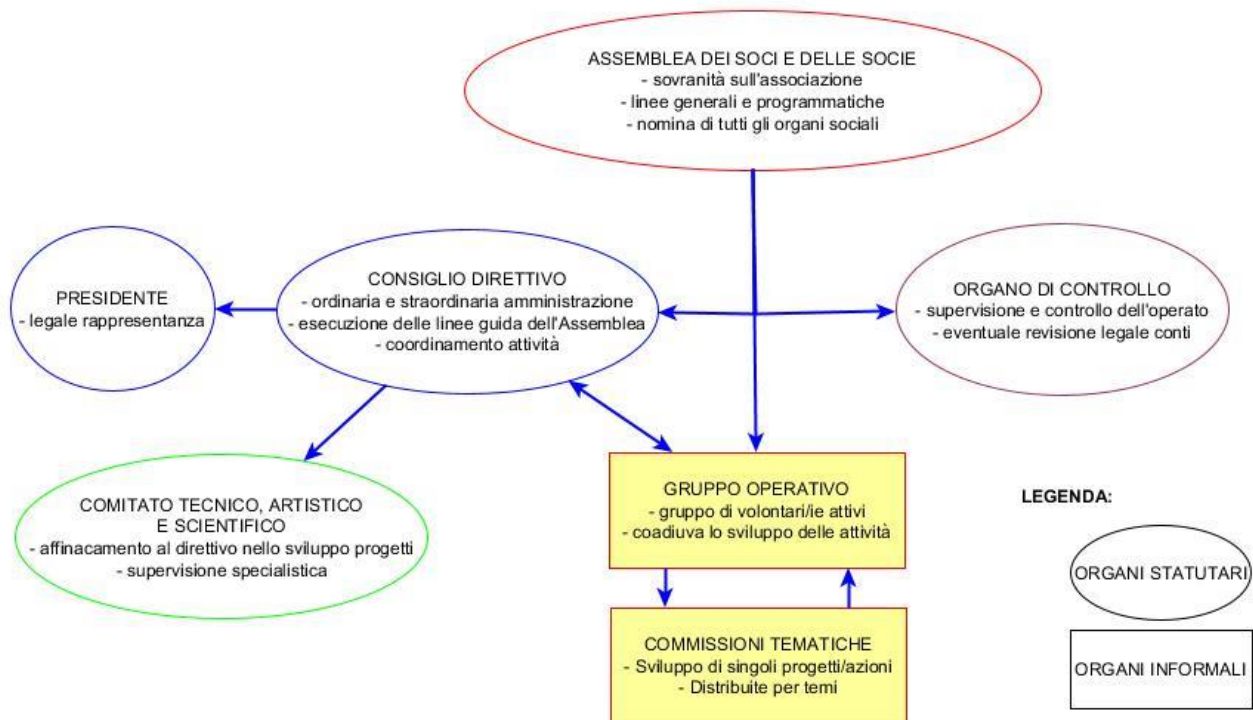 ASSEMBLEA DEI SOCI E DELLE SOCIE
- sovranità sull'associazione
- linee generali e programmatiche
- nomina di tutti gli organi sociali
PRESIDENTE
- legale rappresentanza
CONSIGLIO DIRETTIVO
- ordinaria e straordinaria amministrazione
- esecuzione delle linee guida dell'Assemblea
- coordinamento attività
ORGANO DI CONTROLLO
- supervisione e controllo dell'operato
- eventuale revisione legale conti
COMITATO TECNICO, ARTISTICO
E SCIENTIFICO
- affinacamento al direttivo nello sviluppo progetti
- supervisione specialistica
GRUPPO OPERATIVO
- gruppo di volontari/ie attivi
- coadiuva lo sviluppo delle attività
COMMISSIONI TEMATICHE
- Sviluppo di singoli progetti/azioni
- Distribuite per temi
LEGENDA:
ORGANI STATUTARI
ORGANI INFORMALI